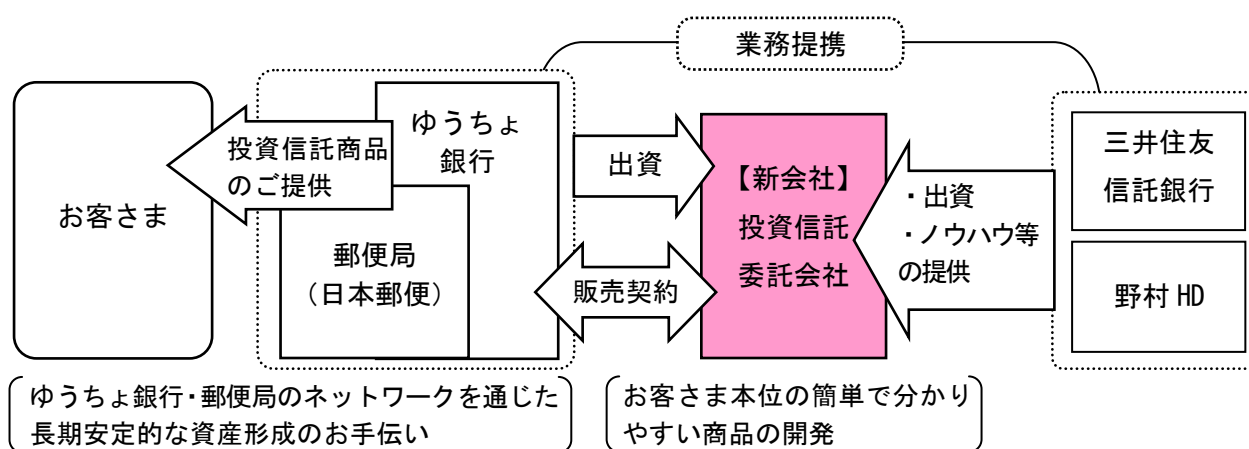 業務提携
お客さま
投資信託商品
のご提供
ゆうちょ
銀行
郵便局
（日本郵便）
出資
販売契約
【新会社】
投資信託
委託会社
・出資
・ノウハウ等
の提供
三井住友
信託銀行
野村 HD
ゆうちょ銀行・郵便局のネットワークを通じた
長期安定的な資産形成のお手伝い
お客さま本位の簡単で分かり
やすい商品の開発